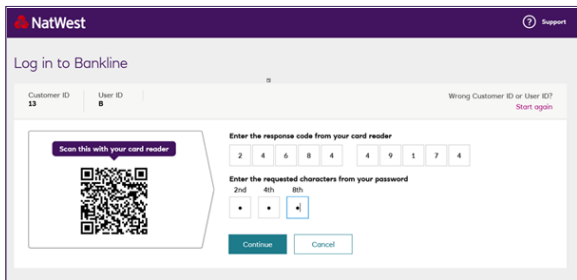 NatWest
? Support
Log in to Bankline
Customer ID
13
User ID
B
Wrong Customer ID or User ID?
Start again
Scan this with your card reader
Enter the response code from your card reader
2 4 6 8 4 4 9 1 7 4
Enter the requested characters from your password
2nd 4th 8th
• • •
Continue Cancel